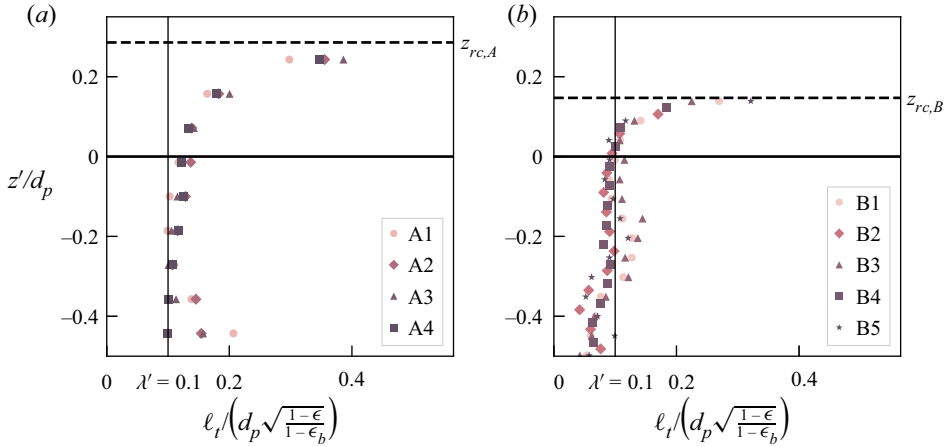 (a)
(b)
z_{rc,A}
z_{rc,B}
0.2
0
−0.2
−0.4
z′/d_p
A1
A2
A3
A4
0.2
0
−0.2
−0.4
B1
B2
B3
B4
B5
0 λ′ = 0.1 0.2 0.4
0 λ′ = 0.1 0.2 0.4
ℓ_t/(d_p√((1−ϵ)/(1−ϵ_b)))
ℓ_t/(d_p√((1−ϵ)/(1−ϵ_b)))